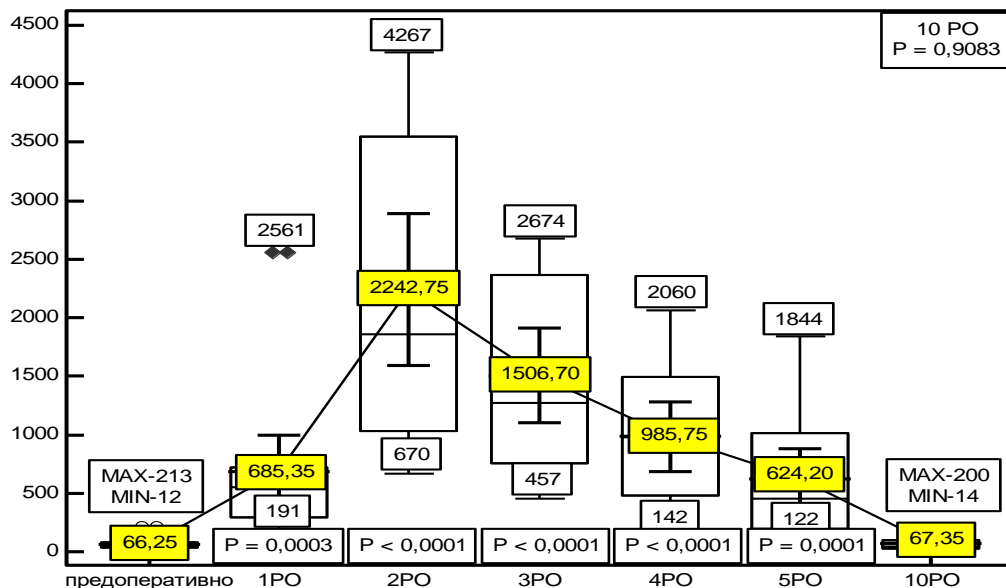 4500
4000
3500
3000
2500
2000
1500
1000
500
0
4267
10 PO
P = 0,9083
2561
2674
2060
1844
2242,75
1506,70
985,75
685,35
624,20
670
457
MAX-213
MIN-12
MAX-200
MIN-14
191
142
122
66,25
67,35
P = 0,0003
P < 0,0001
P < 0,0001
P < 0,0001
P = 0,0001
предоперативно
1PO
2PO
3PO
4PO
5PO
10PO